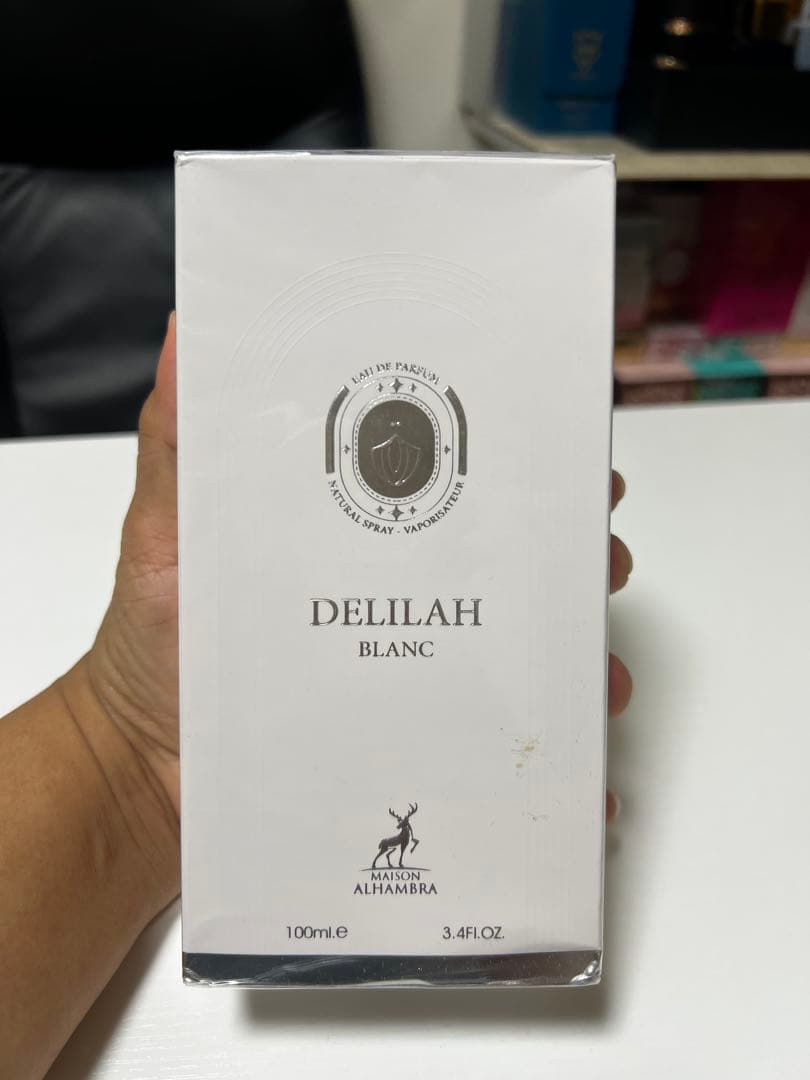 EAU DE PARFUM
NATURAL SPRAY - VAPORISATEUR
DELILAH
BLANC
MAISON
ALHAMBRA
100ml.e 3.4Fl.OZ.